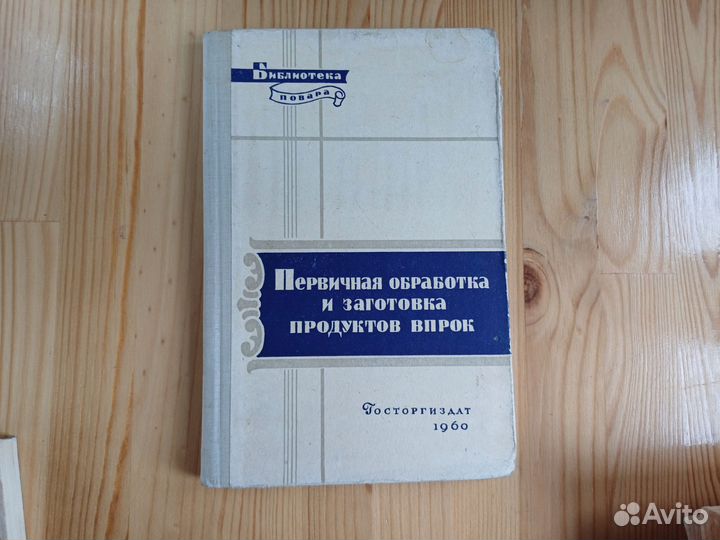 Библиотека
повара
Первичная обработка
и заготовка
продуктов впрок
Госторгиздат
1960
Avito